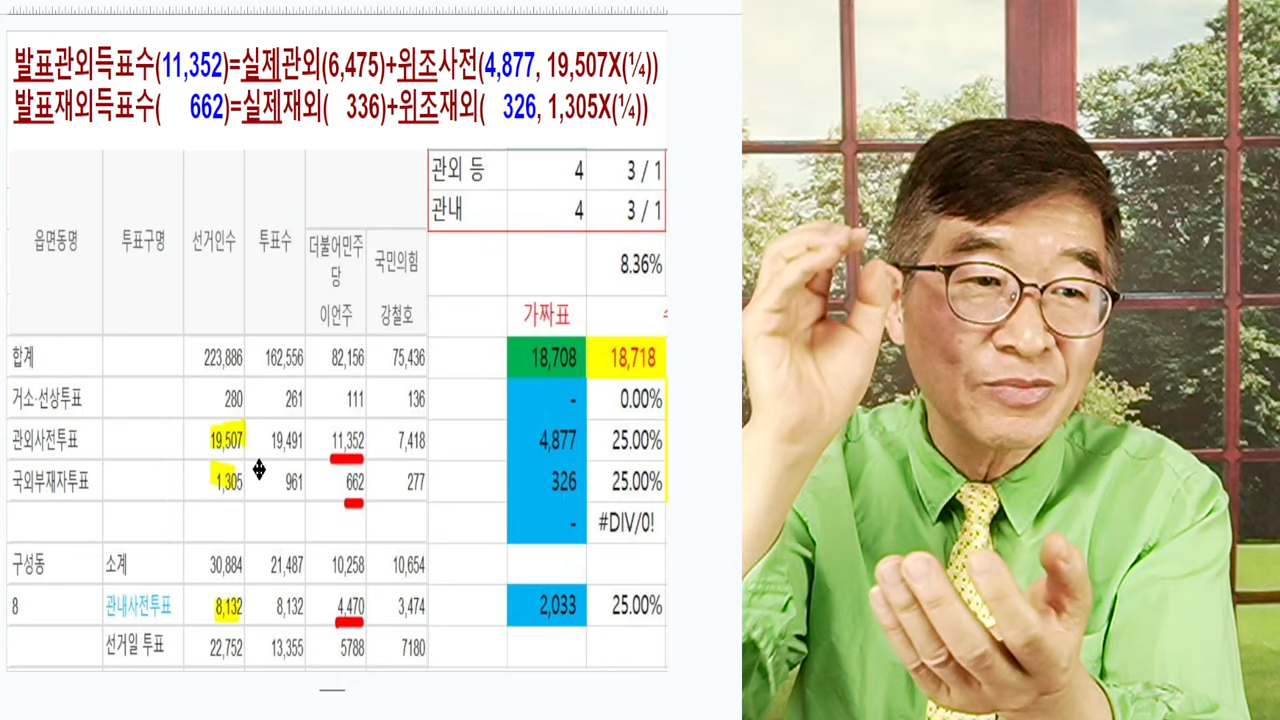 발표관외득표수(11,352)=실제관외(6,475)+위조사전(4,877, 19,507X(¼))
발표재외득표수( 662)=실제재외( 336)+위조재외( 326, 1,305X(¼))
관외 등 4 3 / 1
관내 4 3 / 1
8.36%
읍면동명 투표구명 선거인수 투표수 더불어민주당 이언주 국민의힘 강철호
가짜표
합계 223,886 162,556 82,156 75,436 18,708 18,718
거소·선상투표 280 261 111 136 - 0.00%
관외사전투표 19,507 19,491 11,352 7,418 4,877 25.00%
국외부재자투표 1,305 961 662 277 326 25.00%
- #DIV/0!
구성동 소계 30,884 21,487 10,258 10,654
8 관내사전투표 8,132 8,132 4,470 3,474 2,033 25.00%
선거일 투표 22,752 13,355 5788 7180